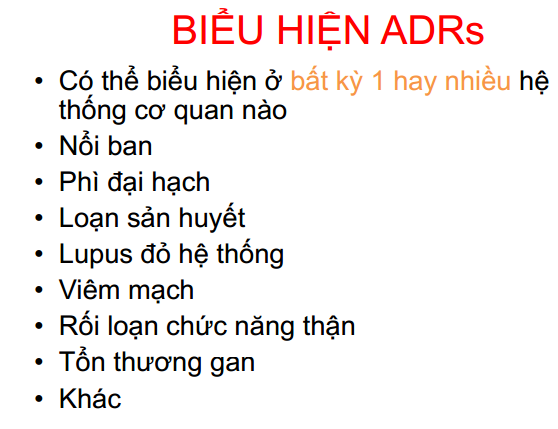 BIỂU HIỆN ADRs
• Có thể biểu hiện ở bất kỳ 1 hay nhiều hệ
thống cơ quan nào
• Nổi ban
• Phì đại hạch
• Loạn sản huyết
• Lupus đỏ hệ thống
• Viêm mạch
• Rối loạn chức năng thận
• Tổn thương gan
• Khác